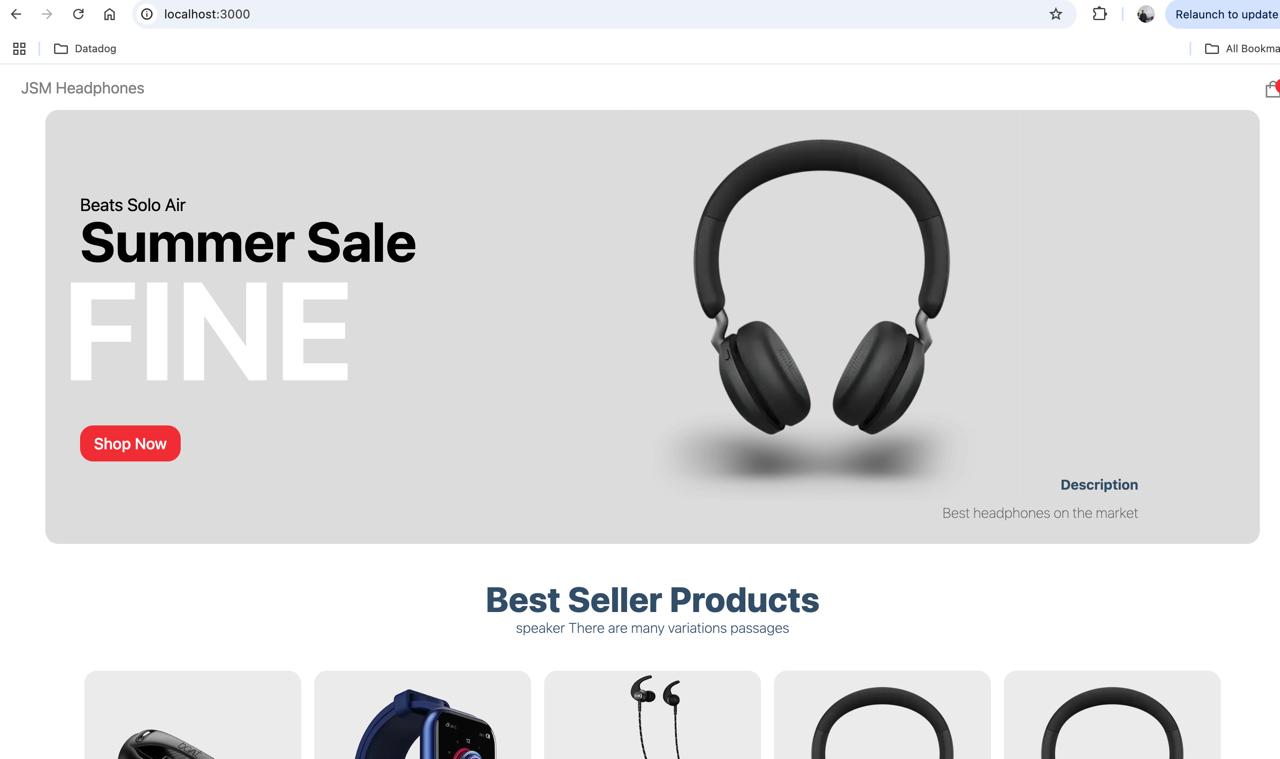 localhost:3000
Relaunch to update
Datadog
All Bookma
JSM Headphones
Beats Solo Air
Summer Sale
FINE
Shop Now
Description
Best headphones on the market
Best Seller Products
speaker There are many variations passages
boAt